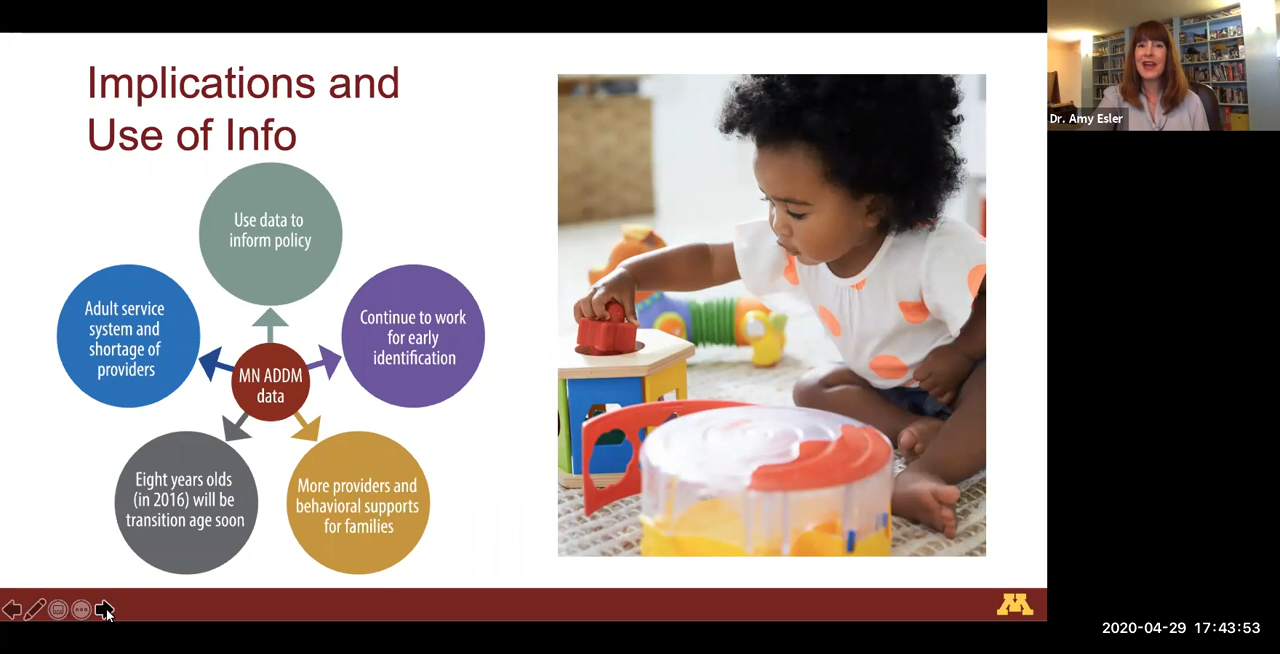 Implications and
Use of Info
Use data to
inform policy
Adult service
system and
shortage of
providers
Continue to work
for early
identification
MN ADDM
data
Eight years olds
(in 2016) will be
transition age soon
More providers and
behavioral supports
for families
M
Dr. Amy Esler
2020-04-29 17:43:53